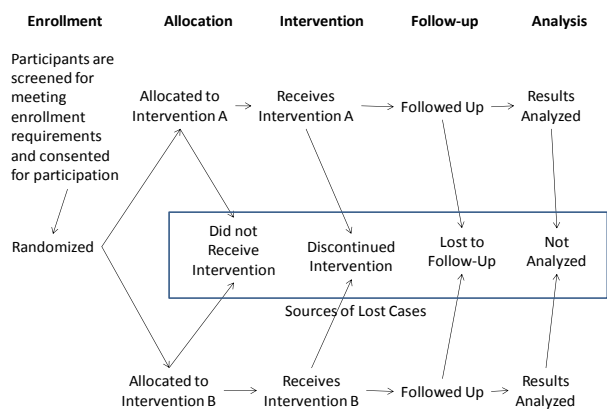 Enrollment
Allocation
Intervention
Follow-up
Analysis
Participants are
screened for
meeting
enrollment
requirements
and consented
for participation
Allocated to
Intervention A
Receives
Intervention A
Followed Up
Results
Analyzed
Randomized
Did not
Receive
Intervention
Discontinued
Intervention
Lost to
Follow-Up
Not
Analyzed
Sources of Lost Cases
Allocated to
Intervention B
Receives
Intervention B
Followed Up
Results
Analyzed